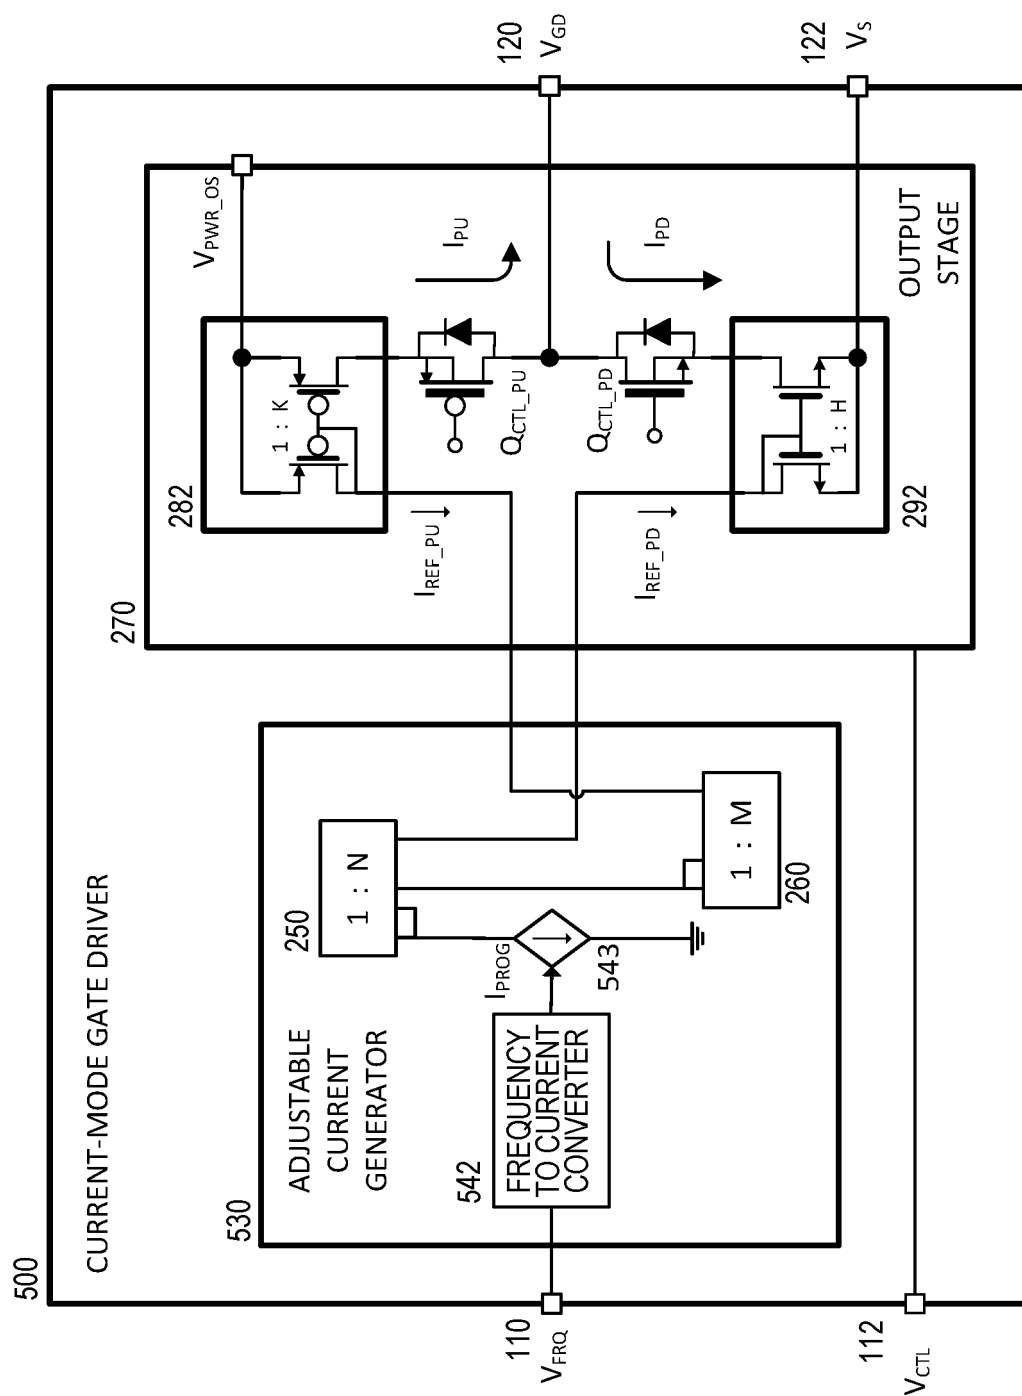 500
CURRENT-MODE GATE DRIVER
530
ADJUSTABLE
CURRENT
GENERATOR
542
FREQUENCY
TO CURRENT
CONVERTER
I_PROG
543
250
1 : N
260
1 : M
110
V_FRQ
112
V_CTL
270
282
1 : K
V_PWR_OS
I_REF_PU
Q_CTL_PU
I_PU
I_REF_PD
Q_CTL_PD
I_PD
292
1 : H
OUTPUT
STAGE
120
V_GD
122
V_S